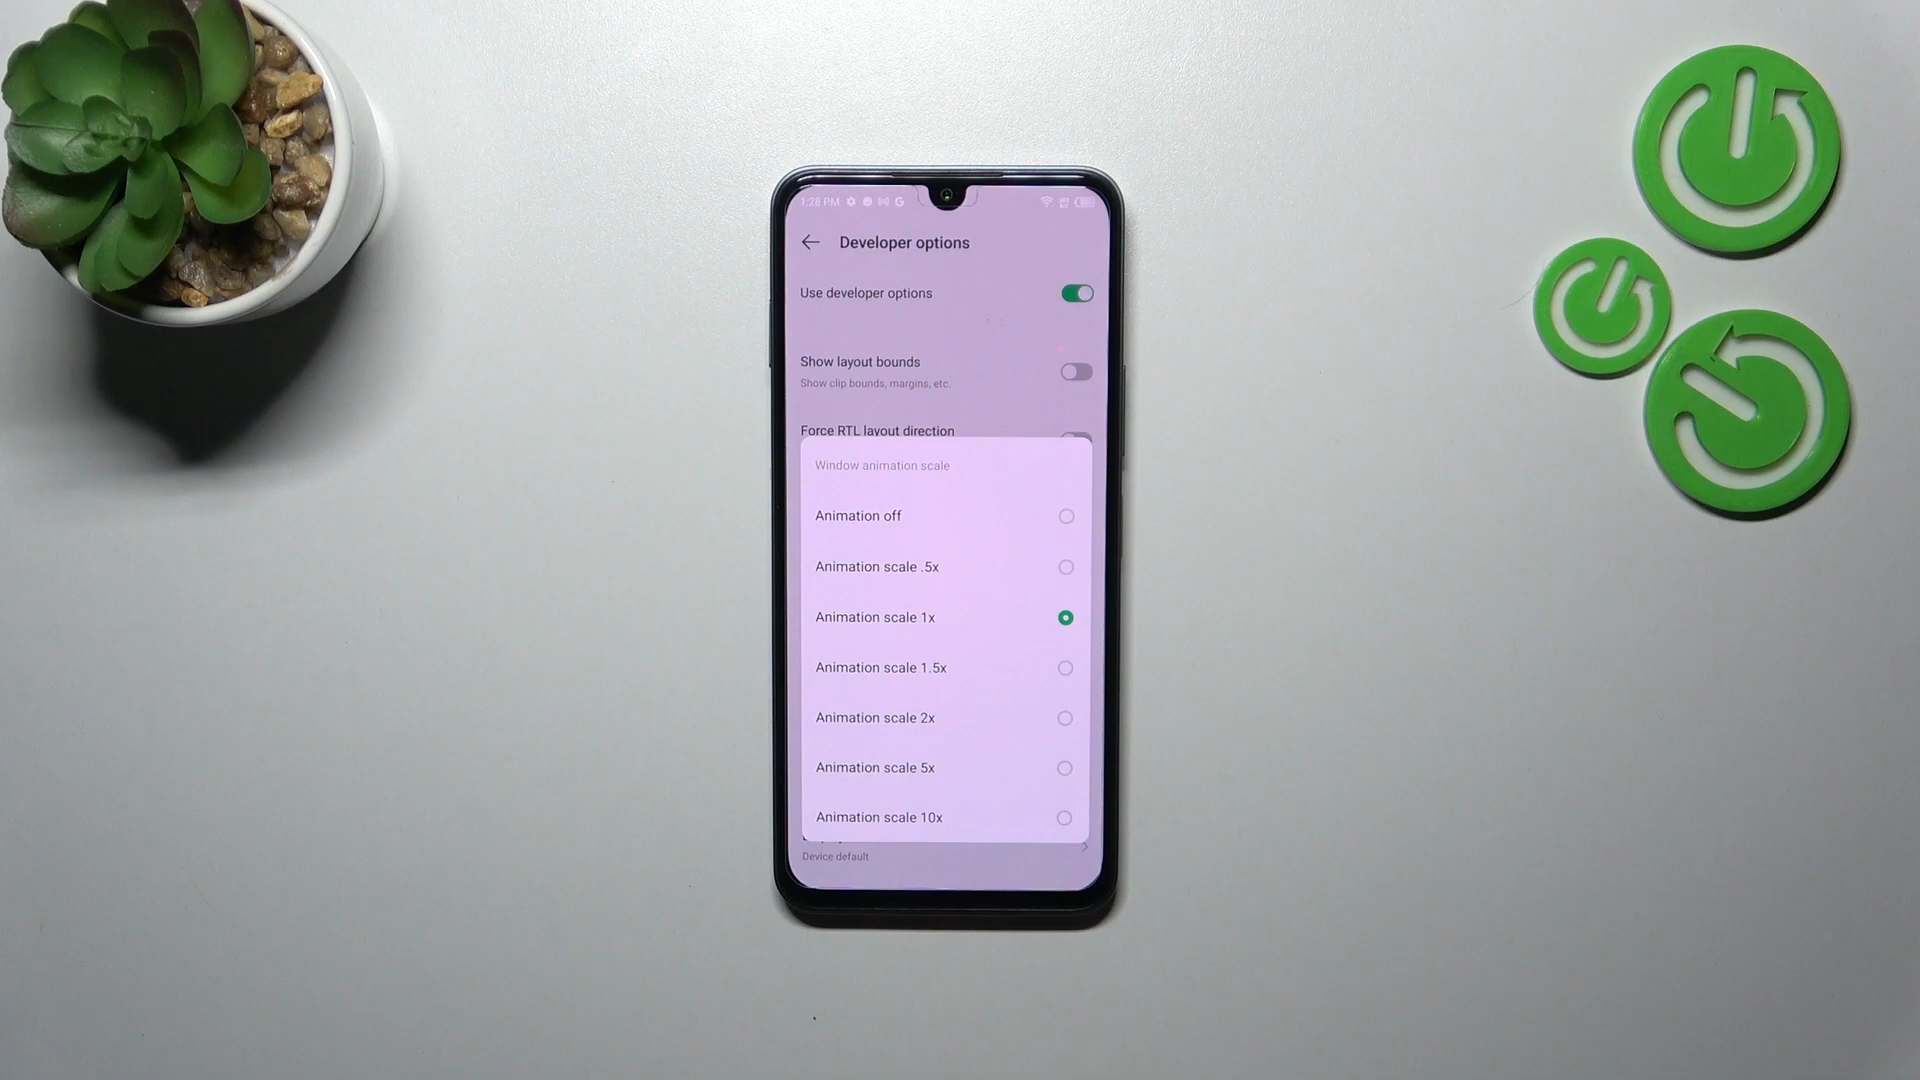 1:28 PM
Developer options
Use developer options
Show layout bounds
Show clip bounds, margins, etc.
Force RTL layout direction
Window animation scale
Animation off
Animation scale .5x
Animation scale 1x
Animation scale 1.5x
Animation scale 2x
Animation scale 5x
Animation scale 10x
Device default